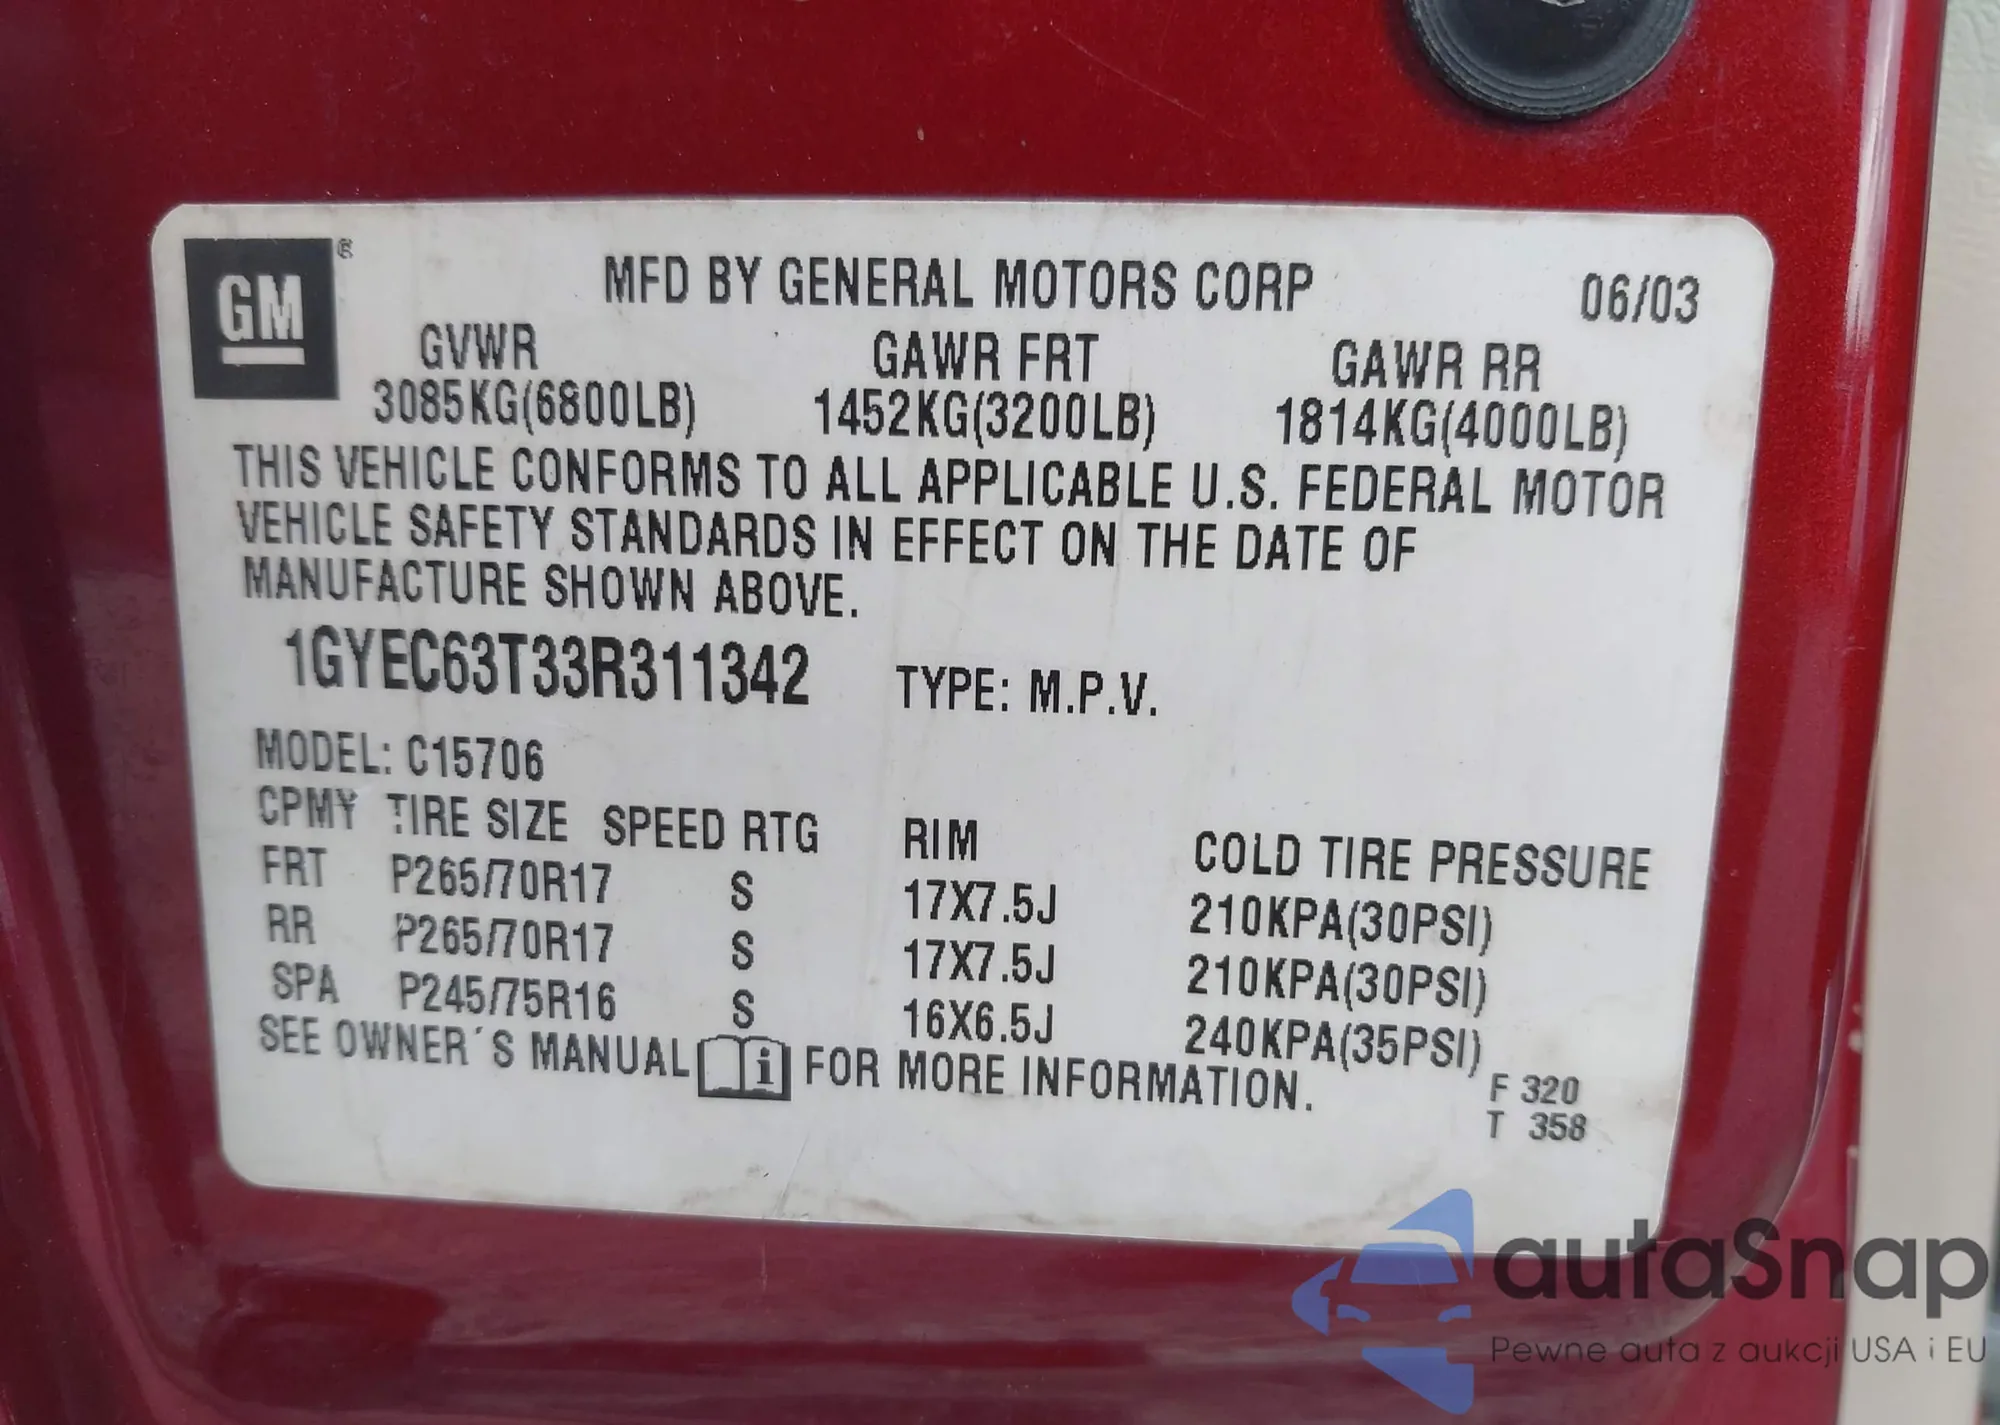 GM ®
MFD BY GENERAL MOTORS CORP 06/03
GVWR GAWR FRT GAWR RR
3085KG(6800LB) 1452KG(3200LB) 1814KG(4000LB)
THIS VEHICLE CONFORMS TO ALL APPLICABLE U.S. FEDERAL MOTOR
VEHICLE SAFETY STANDARDS IN EFFECT ON THE DATE OF
MANUFACTURE SHOWN ABOVE.
1GYEC63T33R311342 TYPE: M.P.V.
MODEL: C15706
CPMY TIRE SIZE SPEED RTG RIM COLD TIRE PRESSURE
FRT P265/70R17 S 17X7.5J 210KPA(30PSI)
RR P265/70R17 S 17X7.5J 210KPA(30PSI)
SPA P245/75R16 S 16X6.5J 240KPA(35PSI)
SEE OWNER´S MANUAL i FOR MORE INFORMATION.
F 320
T 358
autaSnap
Pewne auta z aukcji USA i EU